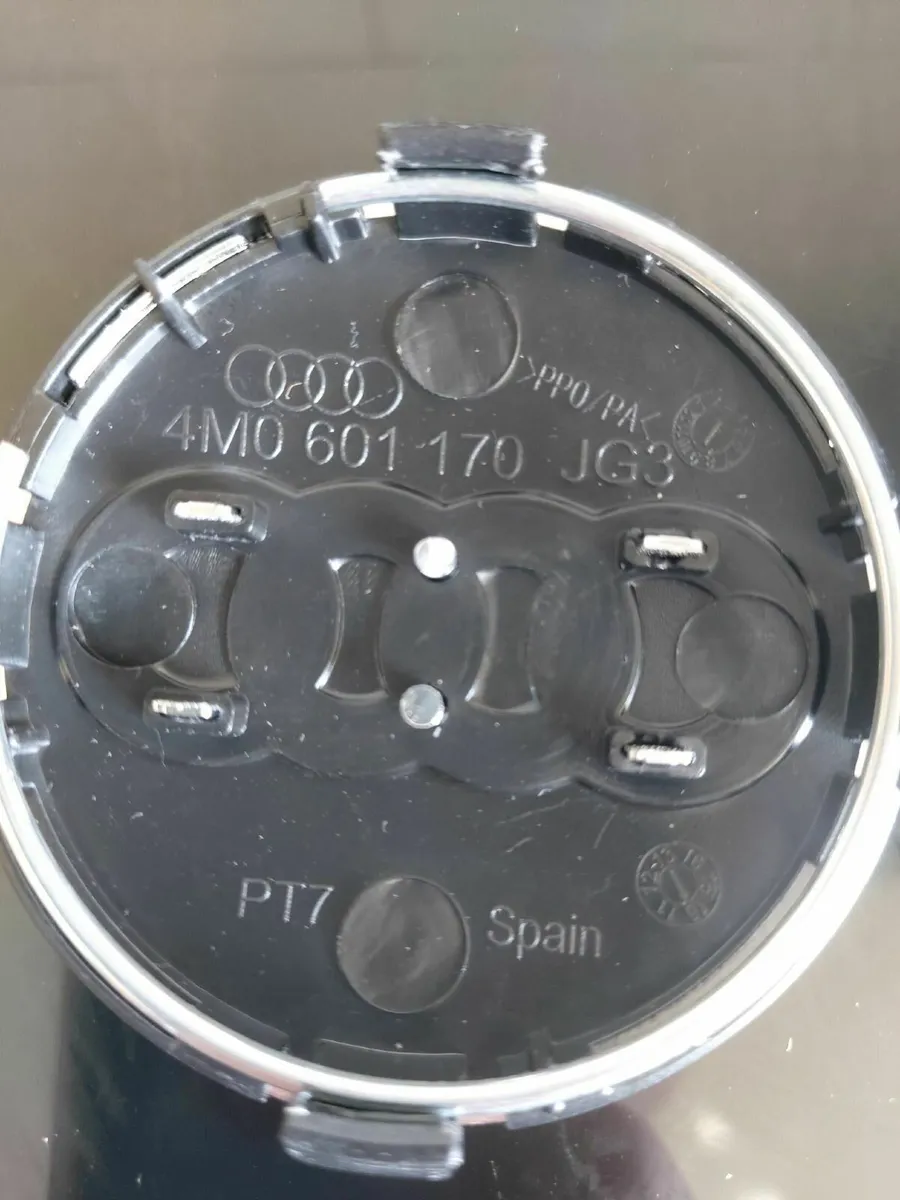 >PPO/PA<
4M0 601 170 JG3
PT7
Spain